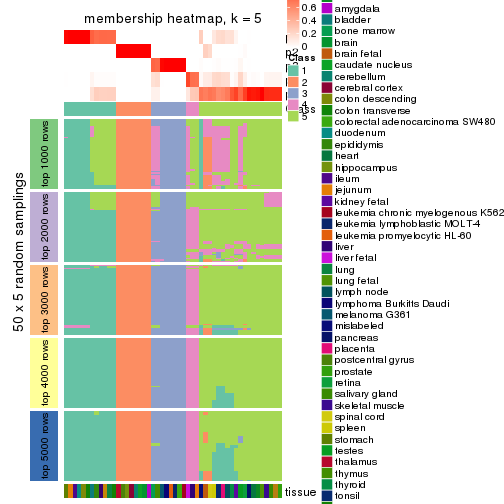 membership heatmap, k = 5
50 x 5 random samplings
top 1000 rows
top 2000 rows
top 3000 rows
top 4000 rows
top 5000 rows
tissue
0.6
0.4
0.2
0
Class
1
2
3
4
5
amygdala
bladder
bone marrow
brain
brain fetal
caudate nucleus
cerebellum
cerebral cortex
colon descending
colon transverse
colorectal adenocarcinoma SW480
duodenum
epididymis
heart
hippocampus
ileum
jejunum
kidney fetal
leukemia chronic myelogenous K562
leukemia lymphoblastic MOLT-4
leukemia promyelocytic HL-60
liver
liver fetal
lung
lung fetal
lymph node
lymphoma Burkitts Daudi
melanoma G361
mislabeled
pancreas
placenta
postcentral gyrus
prostate
retina
salivary gland
skeletal muscle
spinal cord
spleen
stomach
testes
thalamus
thymus
thyroid
tonsil